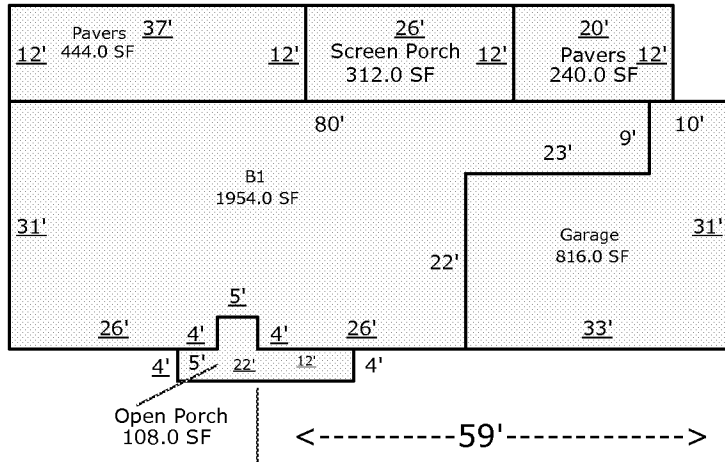 37'
26'
20'
Pavers
444.0 SF
12'
12'
Screen Porch
312.0 SF
12'
Pavers
240.0 SF
12'
80'
9'
10'
23'
B1
1954.0 SF
31'
31'
Garage
816.0 SF
22'
5'
26'
4'
4'
26'
33'
4'
5'
22'
12'
4'
Open Porch
108.0 SF
<--------59'-------->